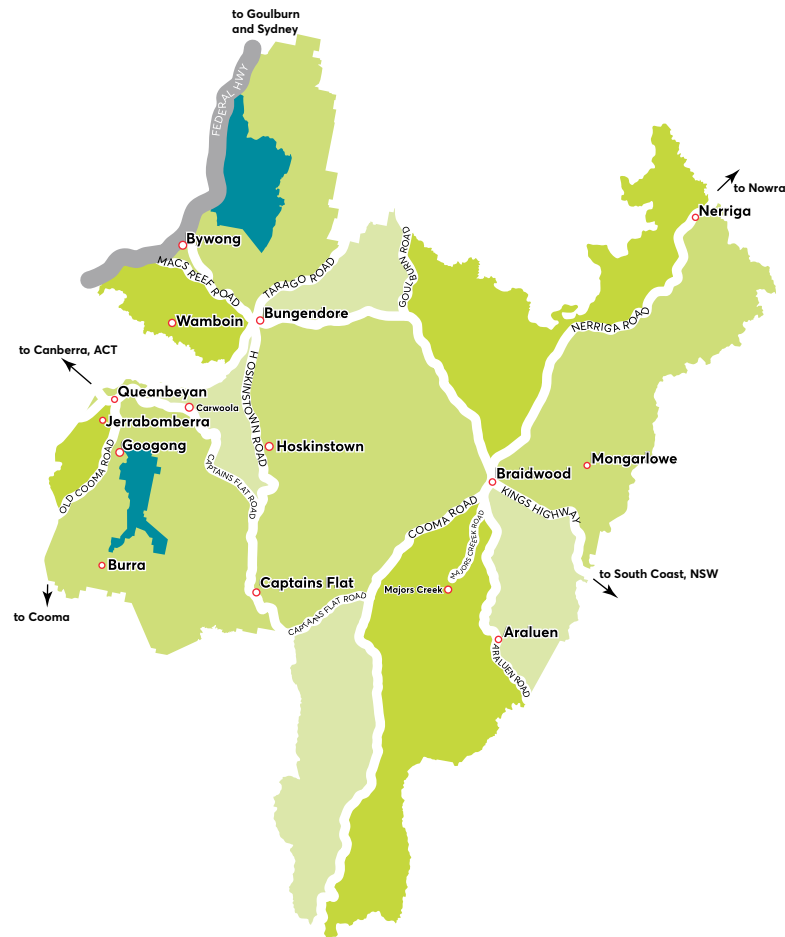 to Goulburn
and Sydney
FEDERAL HWY
to Nowra
Nerriga
Bywong
MACS REEF ROAD
TARAGO ROAD
GOULBURN ROAD
Wamboin
Bungendore
NERRIGA ROAD
to Canberra, ACT
HOSKINSTOWN ROAD
Queanbeyan
Carwoola
Jerrabomberra
Googong
Hoskinstown
OLD COOMA ROAD
CAPTAINS FLAT ROAD
Mongarlowe
Braidwood
KINGS HIGHWAY
COOMA ROAD
MAJORS CREEEK ROAD
Burra
to South Coast, NSW
Captains Flat
Majors Creek
CAPTAINS FLAT ROAD
to Cooma
Araluen
ARALUEN ROAD